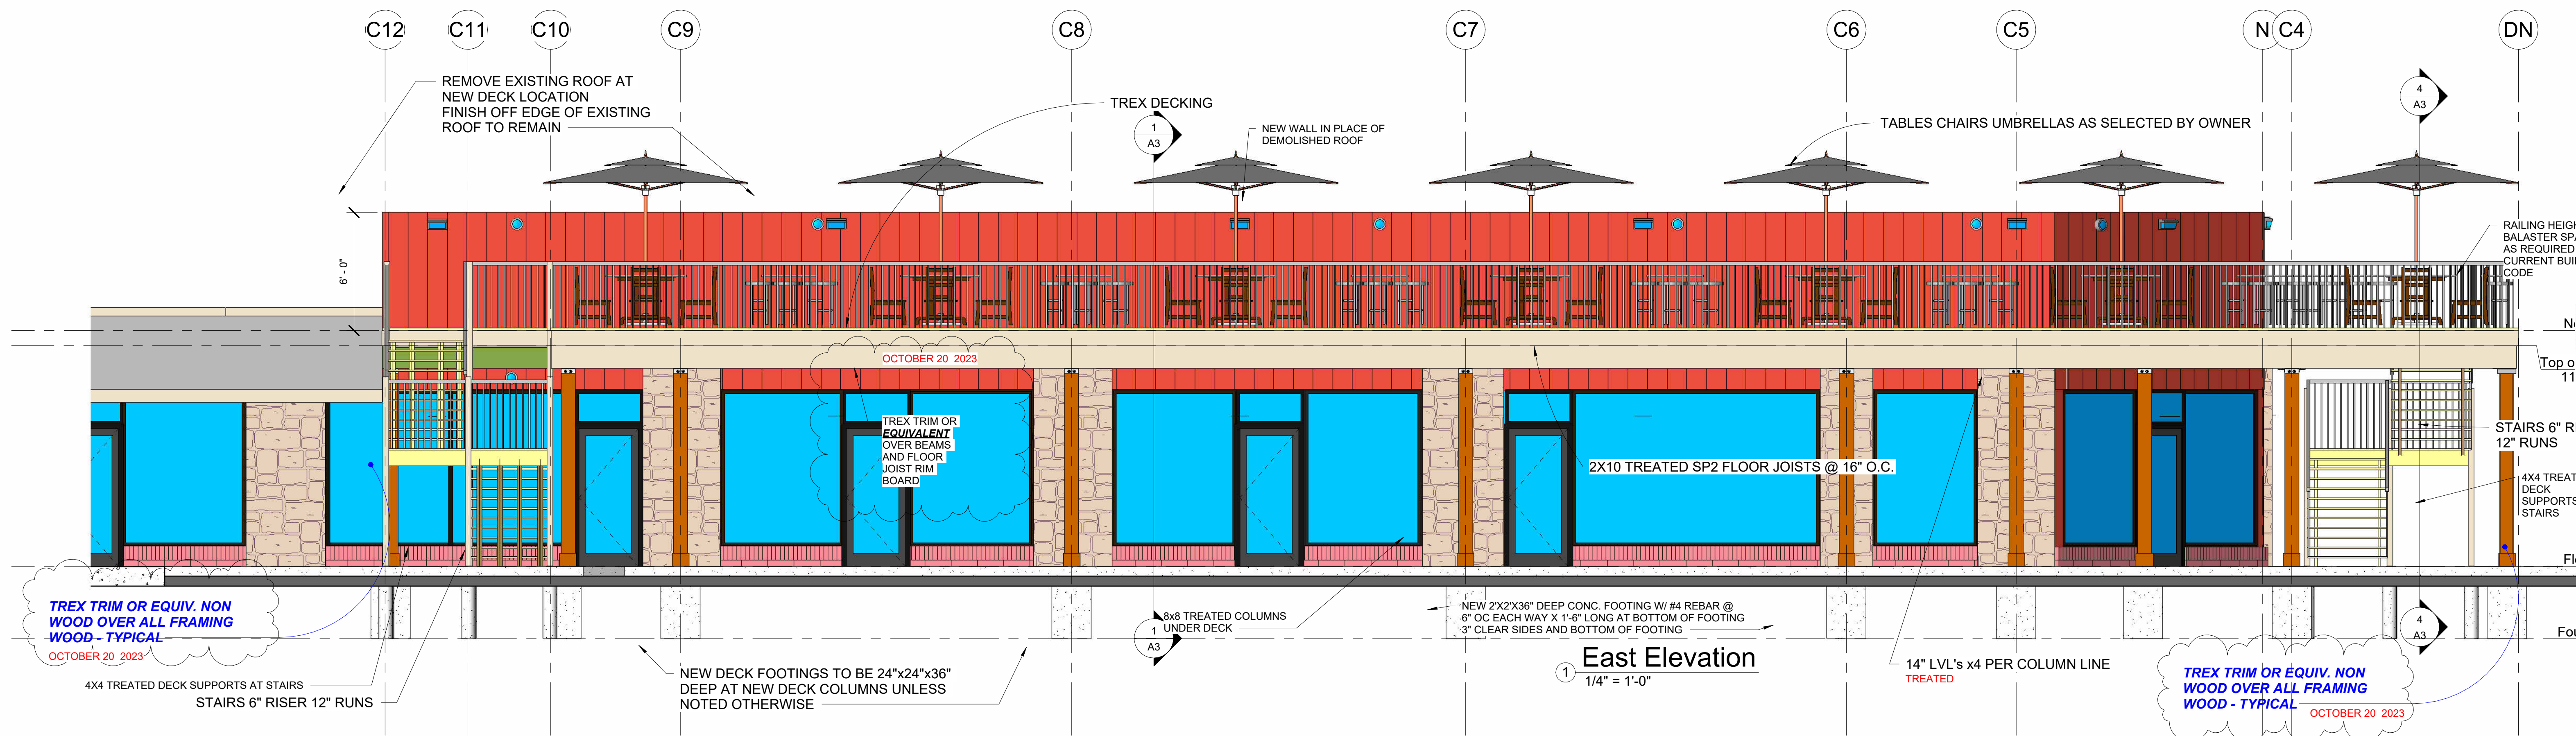 C12
C11
C10
C9
C8
C7
C6
C5
N
C4
DN
REMOVE EXISTING ROOF AT
NEW DECK LOCATION
FINISH OFF EDGE OF EXISTING
ROOF TO REMAIN
TREX DECKING
1
A3
NEW WALL IN PLACE OF
DEMOLISHED ROOF
TABLES CHAIRS UMBRELLAS AS SELECTED BY OWNER
4
A3
6' - 0"
RAILING HEIGH
BALASTER SPA
AS REQUIRED
CURRENT BUI
CODE
Top o
11
OCTOBER 20 2023
TREX TRIM OR
EQUIVALENT
OVER BEAMS
AND FLOOR
JOIST RIM
BOARD
2X10 TREATED SP2 FLOOR JOISTS @ 16" O.C.
STAIRS 6" R
12" RUNS
4X4 TREAT
DECK
SUPPORTS
STAIRS
Fl
TREX TRIM OR EQUIV. NON
WOOD OVER ALL FRAMING
WOOD - TYPICAL
OCTOBER 20 2023
4X4 TREATED DECK SUPPORTS AT STAIRS
STAIRS 6" RISER 12" RUNS
NEW DECK FOOTINGS TO BE 24"x24"x36"
DEEP AT NEW DECK COLUMNS UNLESS
NOTED OTHERWISE
8x8 TREATED COLUMNS
UNDER DECK
1
A3
NEW 2'X2'X36" DEEP CONC. FOOTING W/ #4 REBAR @
6" OC EACH WAY X 1'-6" LONG AT BOTTOM OF FOOTING
3" CLEAR SIDES AND BOTTOM OF FOOTING
1
East Elevation
1/4" = 1'-0"
14" LVL's x4 PER COLUMN LINE
TREATED
4
A3
Fou
TREX TRIM OR EQUIV. NON
WOOD OVER ALL FRAMING
WOOD - TYPICAL
OCTOBER 20 2023